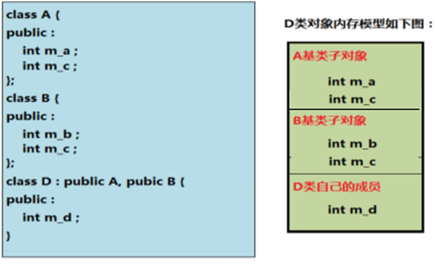 class A {
public :
int m_a ;
int m_c ;
};
class B {
public :
int m_b ;
int m_c ;
};
class D : public A, pubic B {
public :
int m_d ;
}
D类对象内存模型如下图：
A基类子对象
int m_a
int m_c
B基类子对象
int m_b
int m_c
D类自己的成员
int m_d